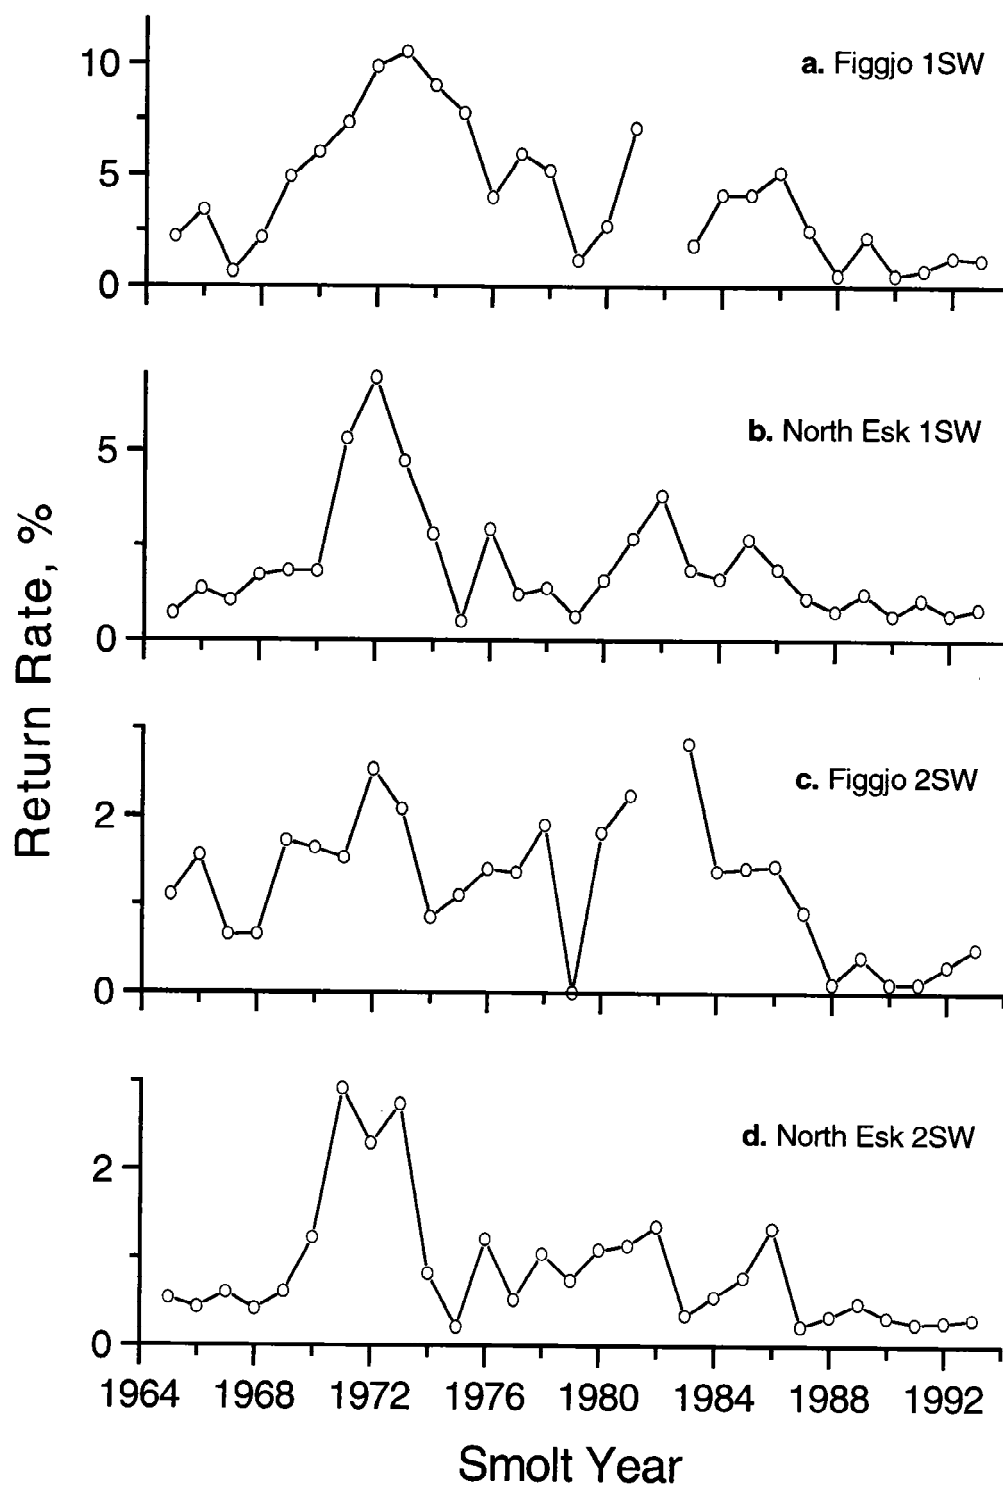 a. Figgjo 1SW
10
5
0
b. North Esk 1SW
5
0
Return Rate, %
c. Figgjo 2SW
2
0
d. North Esk 2SW
2
0
1964 1968 1972 1976 1980 1984 1988 1992
Smolt Year